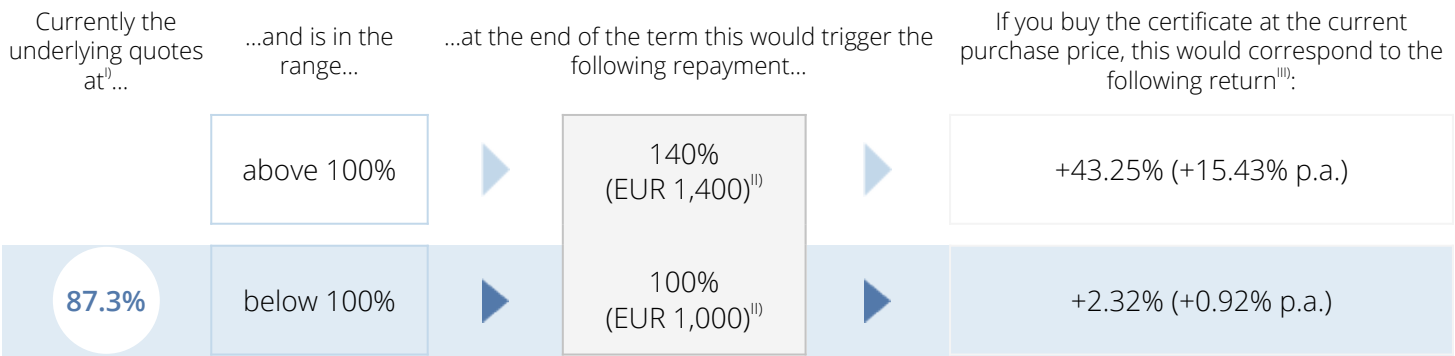 Currently the
underlying quotes
at I)...
...and is in the
range...
...at the end of the term this would trigger the
following repayment...
If you buy the certificate at the current
purchase price, this would correspond to the
following return III):
above 100%
140%
(EUR 1,400) II)
+43.25% (+15.43% p.a.)
87.3%
below 100%
100%
(EUR 1,000) II)
+2.32% (+0.92% p.a.)